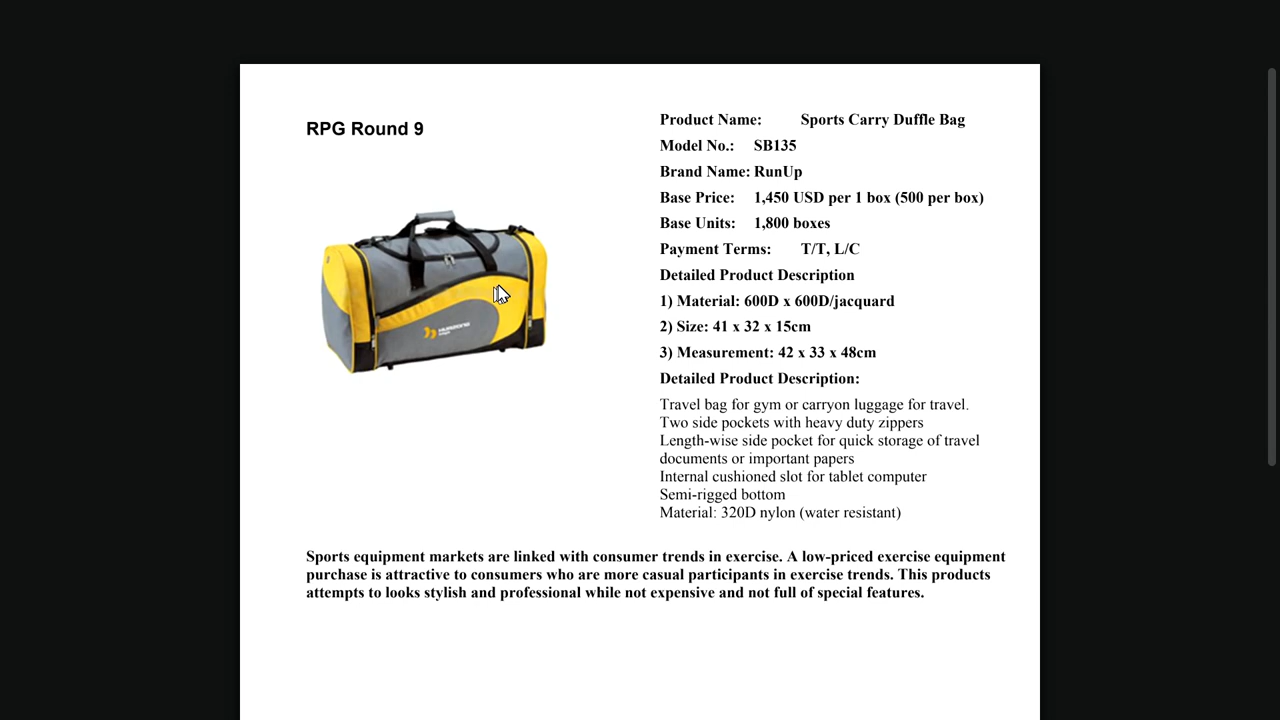 RPG Round 9
Product Name: Sports Carry Duffle Bag
Model No.: SB135
Brand Name: RunUp
Base Price: 1,450 USD per 1 box (500 per box)
Base Units: 1,800 boxes
Payment Terms: T/T, L/C
Detailed Product Description
1) Material: 600D x 600D/jacquard
2) Size: 41 x 32 x 15cm
3) Measurement: 42 x 33 x 48cm
Detailed Product Description:
Travel bag for gym or carryon luggage for travel.
Two side pockets with heavy duty zippers
Length-wise side pocket for quick storage of travel
documents or important papers
Internal cushioned slot for tablet computer
Semi-rigged bottom
Material: 320D nylon (water resistant)
Sports equipment markets are linked with consumer trends in exercise. A low-priced exercise equipment
purchase is attractive to consumers who are more casual participants in exercise trends. This products
attempts to looks stylish and professional while not expensive and not full of special features.